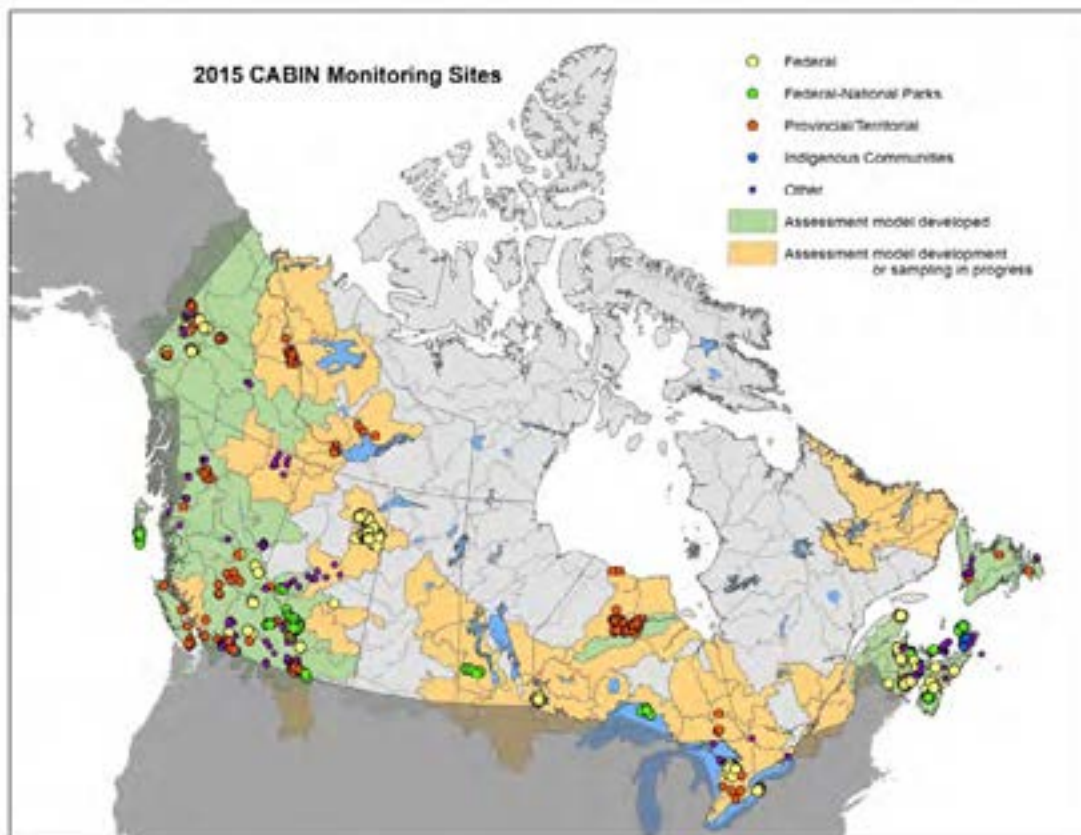 2015 CABIN Monitoring Sites
Federal
Federal-National Parks
Provincial/Territorial
Indigenous Communities
Other
Assessment model developed
Assessment model development
or sampling in progress